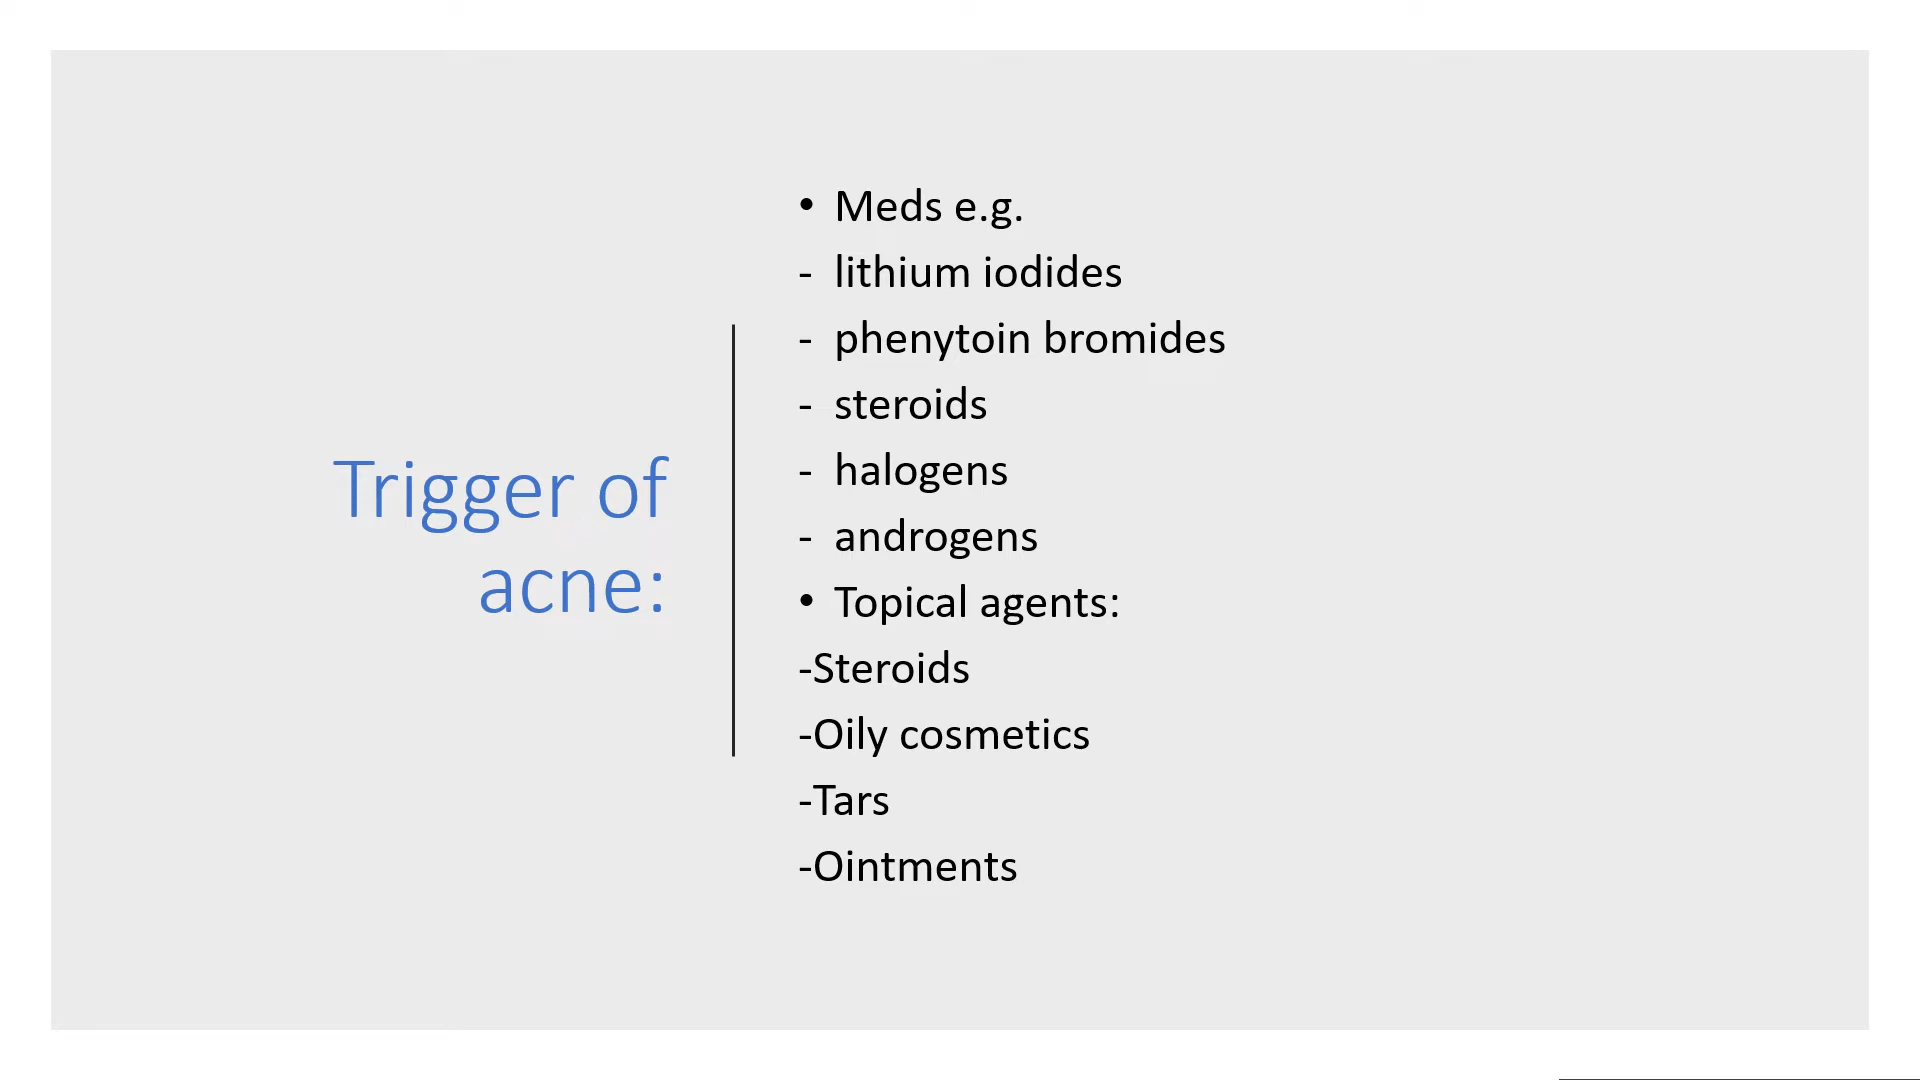 Trigger of
acne:
• Meds e.g.
- lithium iodides
- phenytoin bromides
- steroids
- halogens
- androgens
• Topical agents:
-Steroids
-Oily cosmetics
-Tars
-Ointments